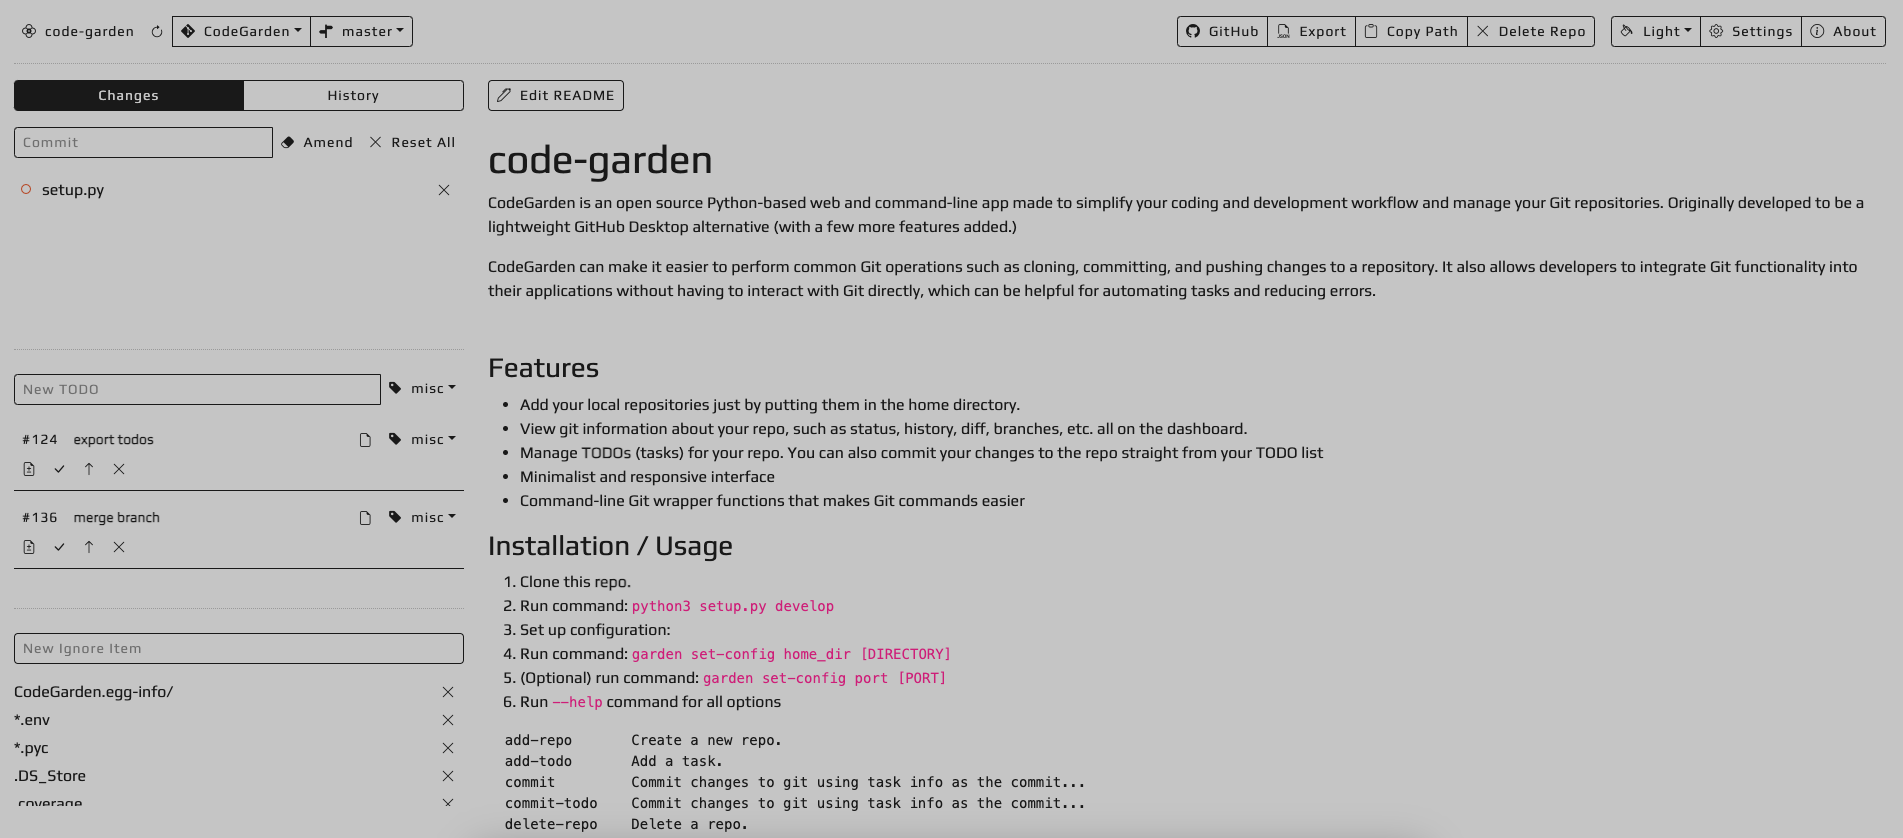 code-garden CodeGarden master GitHub Export Copy Path Delete Repo Light Settings About
Changes History
Commit Amend Reset All
setup.py
New TODO misc
#124 export todos misc
#136 merge branch misc
New Ignore Item
CodeGarden.egg-info/
*.env
*.pyc
.DS_Store
.coverage
Edit README
code-garden
CodeGarden is an open source Python-based web and command-line app made to simplify your coding and development workflow and manage your Git repositories. Originally developed to be a
lightweight GitHub Desktop alternative (with a few more features added.)
CodeGarden can make it easier to perform common Git operations such as cloning, committing, and pushing changes to a repository. It also allows developers to integrate Git functionality into
their applications without having to interact with Git directly, which can be helpful for automating tasks and reducing errors.
Features
• Add your local repositories just by putting them in the home directory.
• View git information about your repo, such as status, history, diff, branches, etc. all on the dashboard.
• Manage TODOs (tasks) for your repo. You can also commit your changes to the repo straight from your TODO list
• Minimalist and responsive interface
• Command-line Git wrapper functions that makes Git commands easier
Installation / Usage
1. Clone this repo.
2. Run command: python3 setup.py develop
3. Set up configuration:
4. Run command: garden set-config home_dir [DIRECTORY]
5. (Optional) run command: garden set-config port [PORT]
6. Run --help command for all options
add-repo Create a new repo.
add-todo Add a task.
commit Commit changes to git using task info as the commit...
commit-todo Commit changes to git using task info as the commit...
delete-repo Delete a repo.